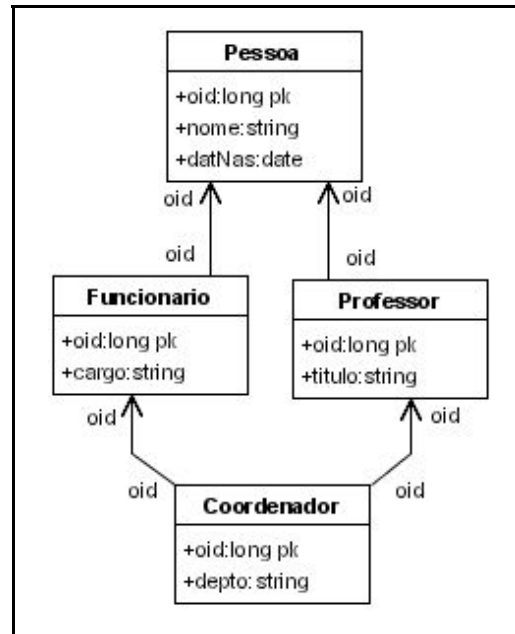 Pessoa
+oid:long pk
+nome:string
+datNas:date
oid
oid
oid
oid
Funcionario
+oid:long pk
+cargo:string
Professor
+oid:long pk
+titulo:string
oid
oid
oid
oid
Coordenador
+oid:long pk
+depto:string